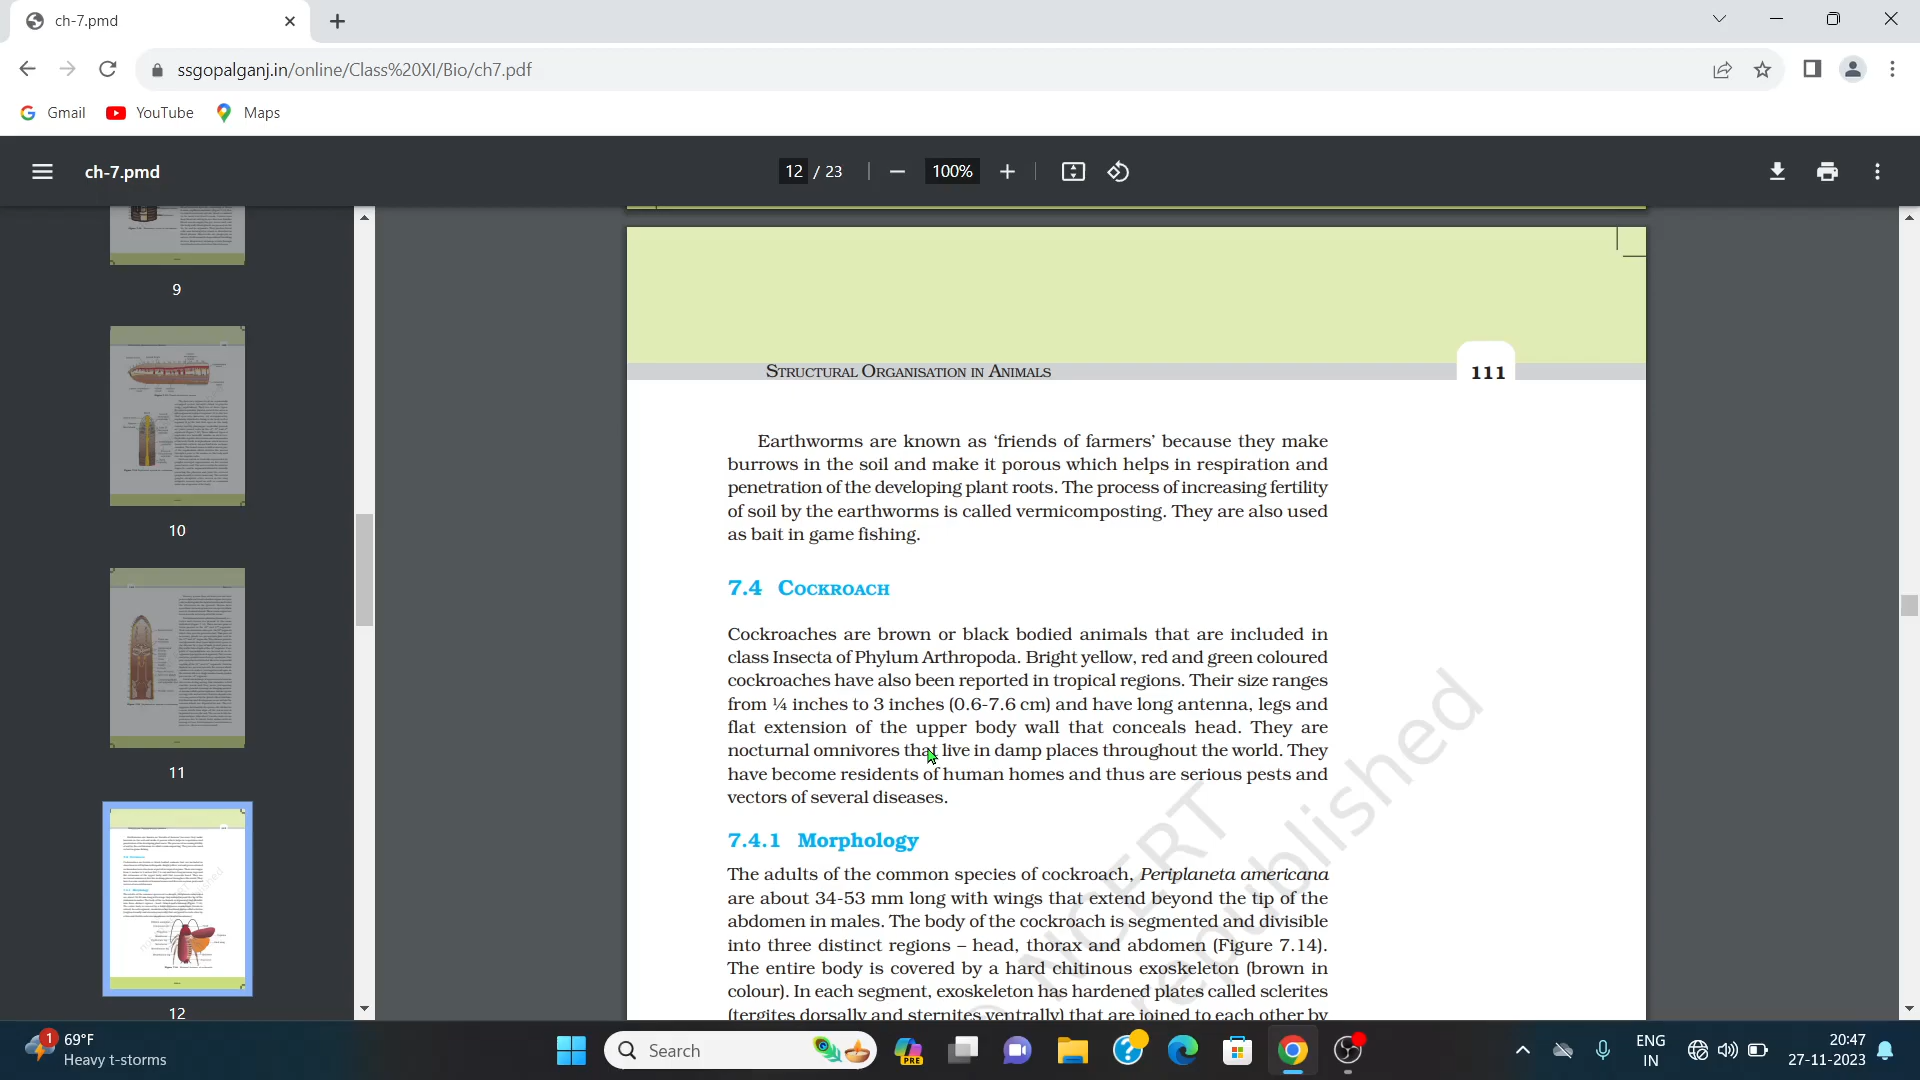 ch-7.pmd
ssgopalganj.in/online/Class%20XI/Bio/ch7.pdf
Gmail YouTube Maps
ch-7.pmd
12 / 23
100%
9
10
11
12
STRUCTURAL ORGANISATION IN ANIMALS
111
Earthworms are known as ‘friends of farmers’ because they make
burrows in the soil and make it porous which helps in respiration and
penetration of the developing plant roots. The process of increasing fertility
of soil by the earthworms is called vermicomposting. They are also used
as bait in game fishing.
7.4 COCKROACH
Cockroaches are brown or black bodied animals that are included in
class Insecta of Phylum Arthropoda. Bright yellow, red and green coloured
cockroaches have also been reported in tropical regions. Their size ranges
from ¼ inches to 3 inches (0.6-7.6 cm) and have long antenna, legs and
flat extension of the upper body wall that conceals head. They are
nocturnal omnivores that live in damp places throughout the world. They
have become residents of human homes and thus are serious pests and
vectors of several diseases.
7.4.1 Morphology
The adults of the common species of cockroach, Periplaneta americana
are about 34-53 mm long with wings that extend beyond the tip of the
abdomen in males. The body of the cockroach is segmented and divisible
into three distinct regions – head, thorax and abdomen (Figure 7.14).
The entire body is covered by a hard chitinous exoskeleton (brown in
colour). In each segment, exoskeleton has hardened plates called sclerites
(tergites dorsally and sternites ventrally) that are joined to each other by
NCERT
republished
1
69°F
Heavy t-storms
Search
PRE
ENG
IN
20:47
27-11-2023